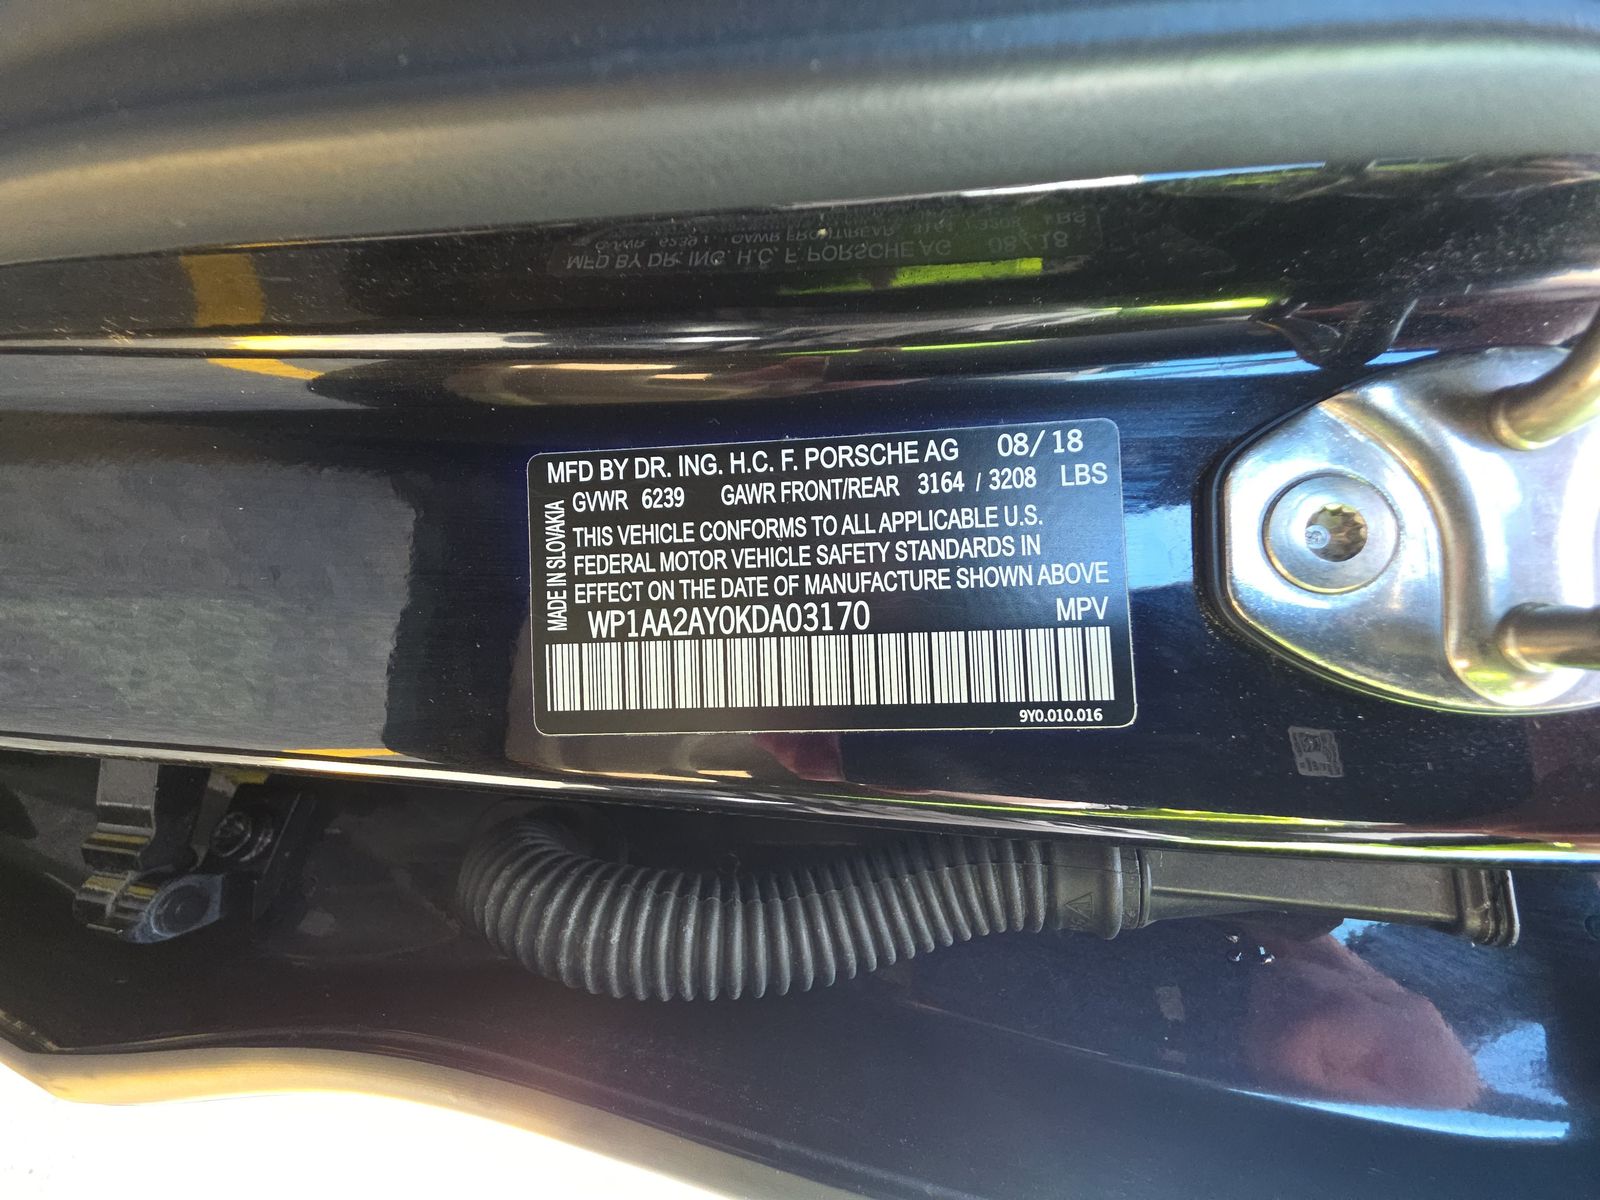 MFD BY DR. ING. H.C. F. PORSCHE AG 08/18
GVWR 6239 GAWR FRONT/REAR 3164 / 3208 LBS
THIS VEHICLE CONFORMS TO ALL APPLICABLE U.S.
FEDERAL MOTOR VEHICLE SAFETY STANDARDS IN
EFFECT ON THE DATE OF MANUFACTURE SHOWN ABOVE
MADE IN SLOVAKIA
WP1AA2AY0KDA03170 MPV
9Y0.010.016